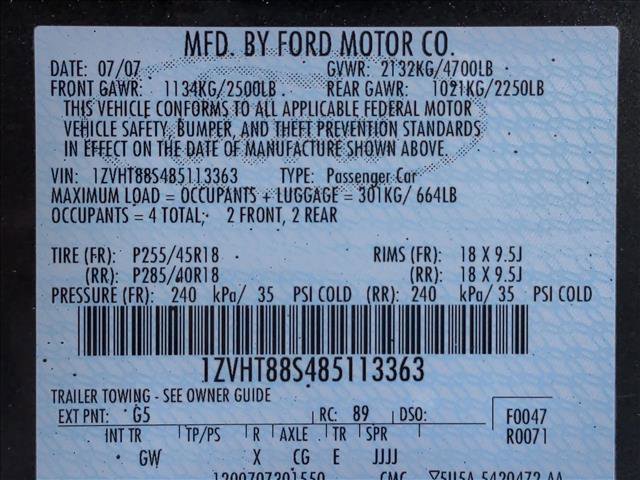 MFD. BY FORD MOTOR CO.
DATE: 07/07 GVWR: 2132KG/4700LB
FRONT GAWR: 1134KG/2500LB REAR GAWR: 1021KG/2250LB
THIS VEHICLE CONFORMS TO ALL APPLICABLE FEDERAL MOTOR
VEHICLE SAFETY, BUMPER, AND THEFT PREVENTION STANDARDS
IN EFFECT ON THE DATE OF MANUFACTURE SHOWN ABOVE.
VIN: 1ZVHT88S485113363 TYPE: Passenger Car
MAXIMUM LOAD = OCCUPANTS + LUGGAGE = 301KG/ 664LB
OCCUPANTS = 4 TOTAL; 2 FRONT, 2 REAR
TIRE (FR): P255/45R18 RIMS (FR): 18 X 9.5J
(RR): P285/40R18 (RR): 18 X 9.5J
PRESSURE (FR): 240 kPa/ 35 PSI COLD (RR): 240 kPa/ 35 PSI COLD
1ZVHT88S485113363
TRAILER TOWING - SEE OWNER GUIDE
EXT PNT: G5 RC: 89 DSO: F0047
R0071
INT TR TP/PS R AXLE TR SPR
GW X CG E JJJJ
1200707301550 CMC 5U5A-5420472-AA